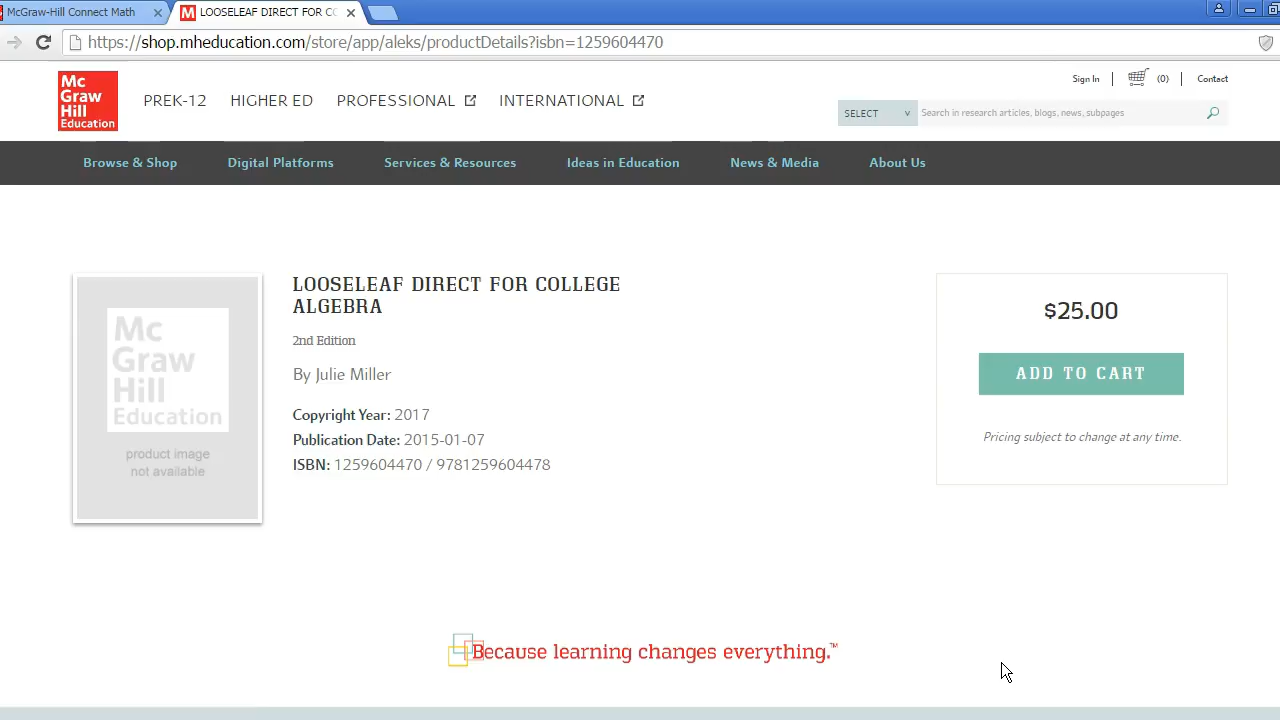 McGraw-Hill Connect Math
LOOSELEAF DIRECT FOR CC
https://shop.mheducation.com/store/app/aleks/productDetails?isbn=1259604470
Mc
Graw
Hill
Education
PREK-12 HIGHER ED PROFESSIONAL INTERNATIONAL
Sign In (0) Contact
SELECT Search in research articles, blogs, news, subpages
Browse & Shop Digital Platforms Services & Resources Ideas in Education News & Media About Us
Mc
Graw
Hill
Education
product image
not available
LOOSELEAF DIRECT FOR COLLEGE
ALGEBRA
2nd Edition
By Julie Miller
Copyright Year: 2017
Publication Date: 2015-01-07
ISBN: 1259604470 / 9781259604478
$25.00
ADD TO CART
Pricing subject to change at any time.
Because learning changes everything.™